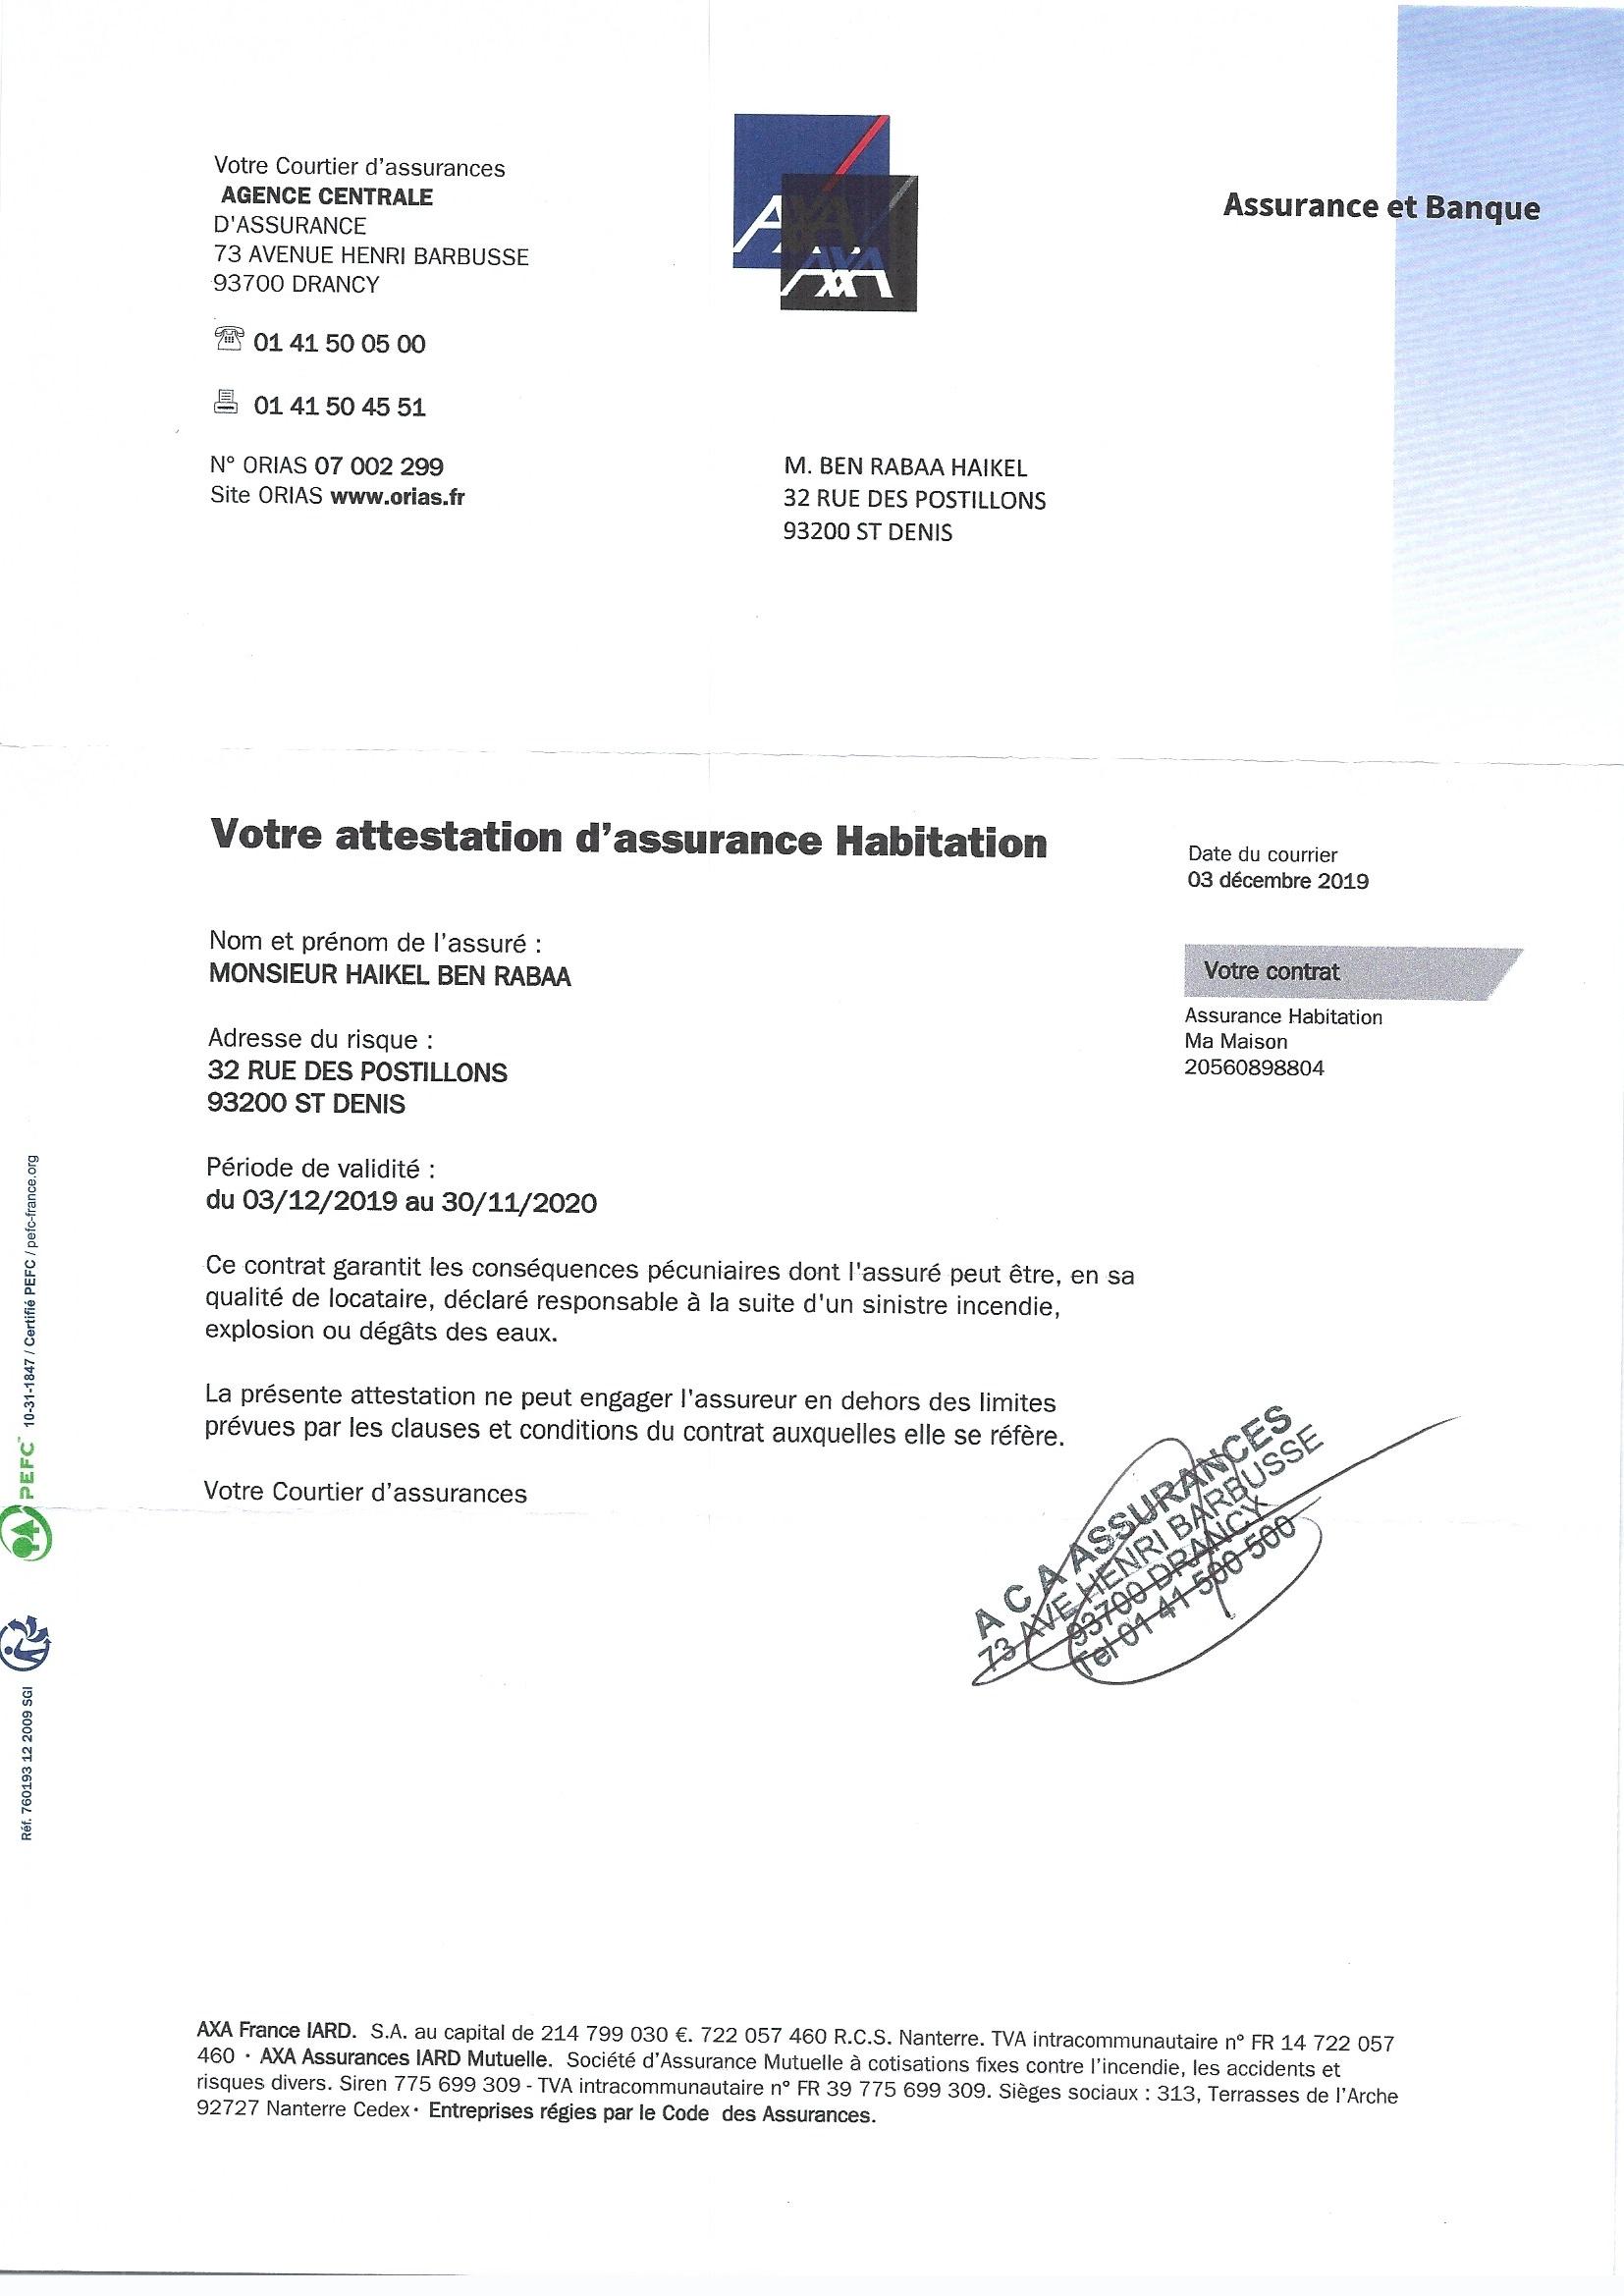 Votre Courtier d'assurances
AGENCE CENTRALE
D'ASSURANCE
73 AVENUE HENRI BARBUSSE
93700 DRANCY
01 41 50 05 00
01 41 50 45 51
N° ORIAS 07 002 299
Site ORIAS www.orias.fr
AXA
AXA
Assurance et Banque
M. BEN RABAA HAIKEL
32 RUE DES POSTILLONS
93200 ST DENIS
Votre attestation d'assurance Habitation
Date du courrier
03 décembre 2019
Votre contrat
Assurance Habitation
Ma Maison
20560898804
Nom et prénom de l'assuré :
MONSIEUR HAIKEL BEN RABAA
Adresse du risque :
32 RUE DES POSTILLONS
93200 ST DENIS
Période de validité :
du 03/12/2019 au 30/11/2020
Ce contrat garantit les conséquences pécuniaires dont l'assuré peut être, en sa
qualité de locataire, déclaré responsable à la suite d'un sinistre incendie,
explosion ou dégâts des eaux.
La présente attestation ne peut engager l'assureur en dehors des limites
prévues par les clauses et conditions du contrat auxquelles elle se réfère.
Votre Courtier d'assurances
A C A ASSURANCES
73 AVE HENRI BARBUSSE
93700 DRANCY
Tel 01 41 500 500
PEFC™ 10-31-1847 / Certifié PEFC / pefc-france.org
Réf. 760193 12 2009 SGI
AXA France IARD. S.A. au capital de 214 799 030 €. 722 057 460 R.C.S. Nanterre. TVA intracommunautaire n° FR 14 722 057
460 · AXA Assurances IARD Mutuelle. Société d'Assurance Mutuelle à cotisations fixes contre l'incendie, les accidents et
risques divers. Siren 775 699 309 - TVA intracommunautaire n° FR 39 775 699 309. Sièges sociaux : 313, Terrasses de l'Arche
92727 Nanterre Cedex · Entreprises régies par le Code des Assurances.